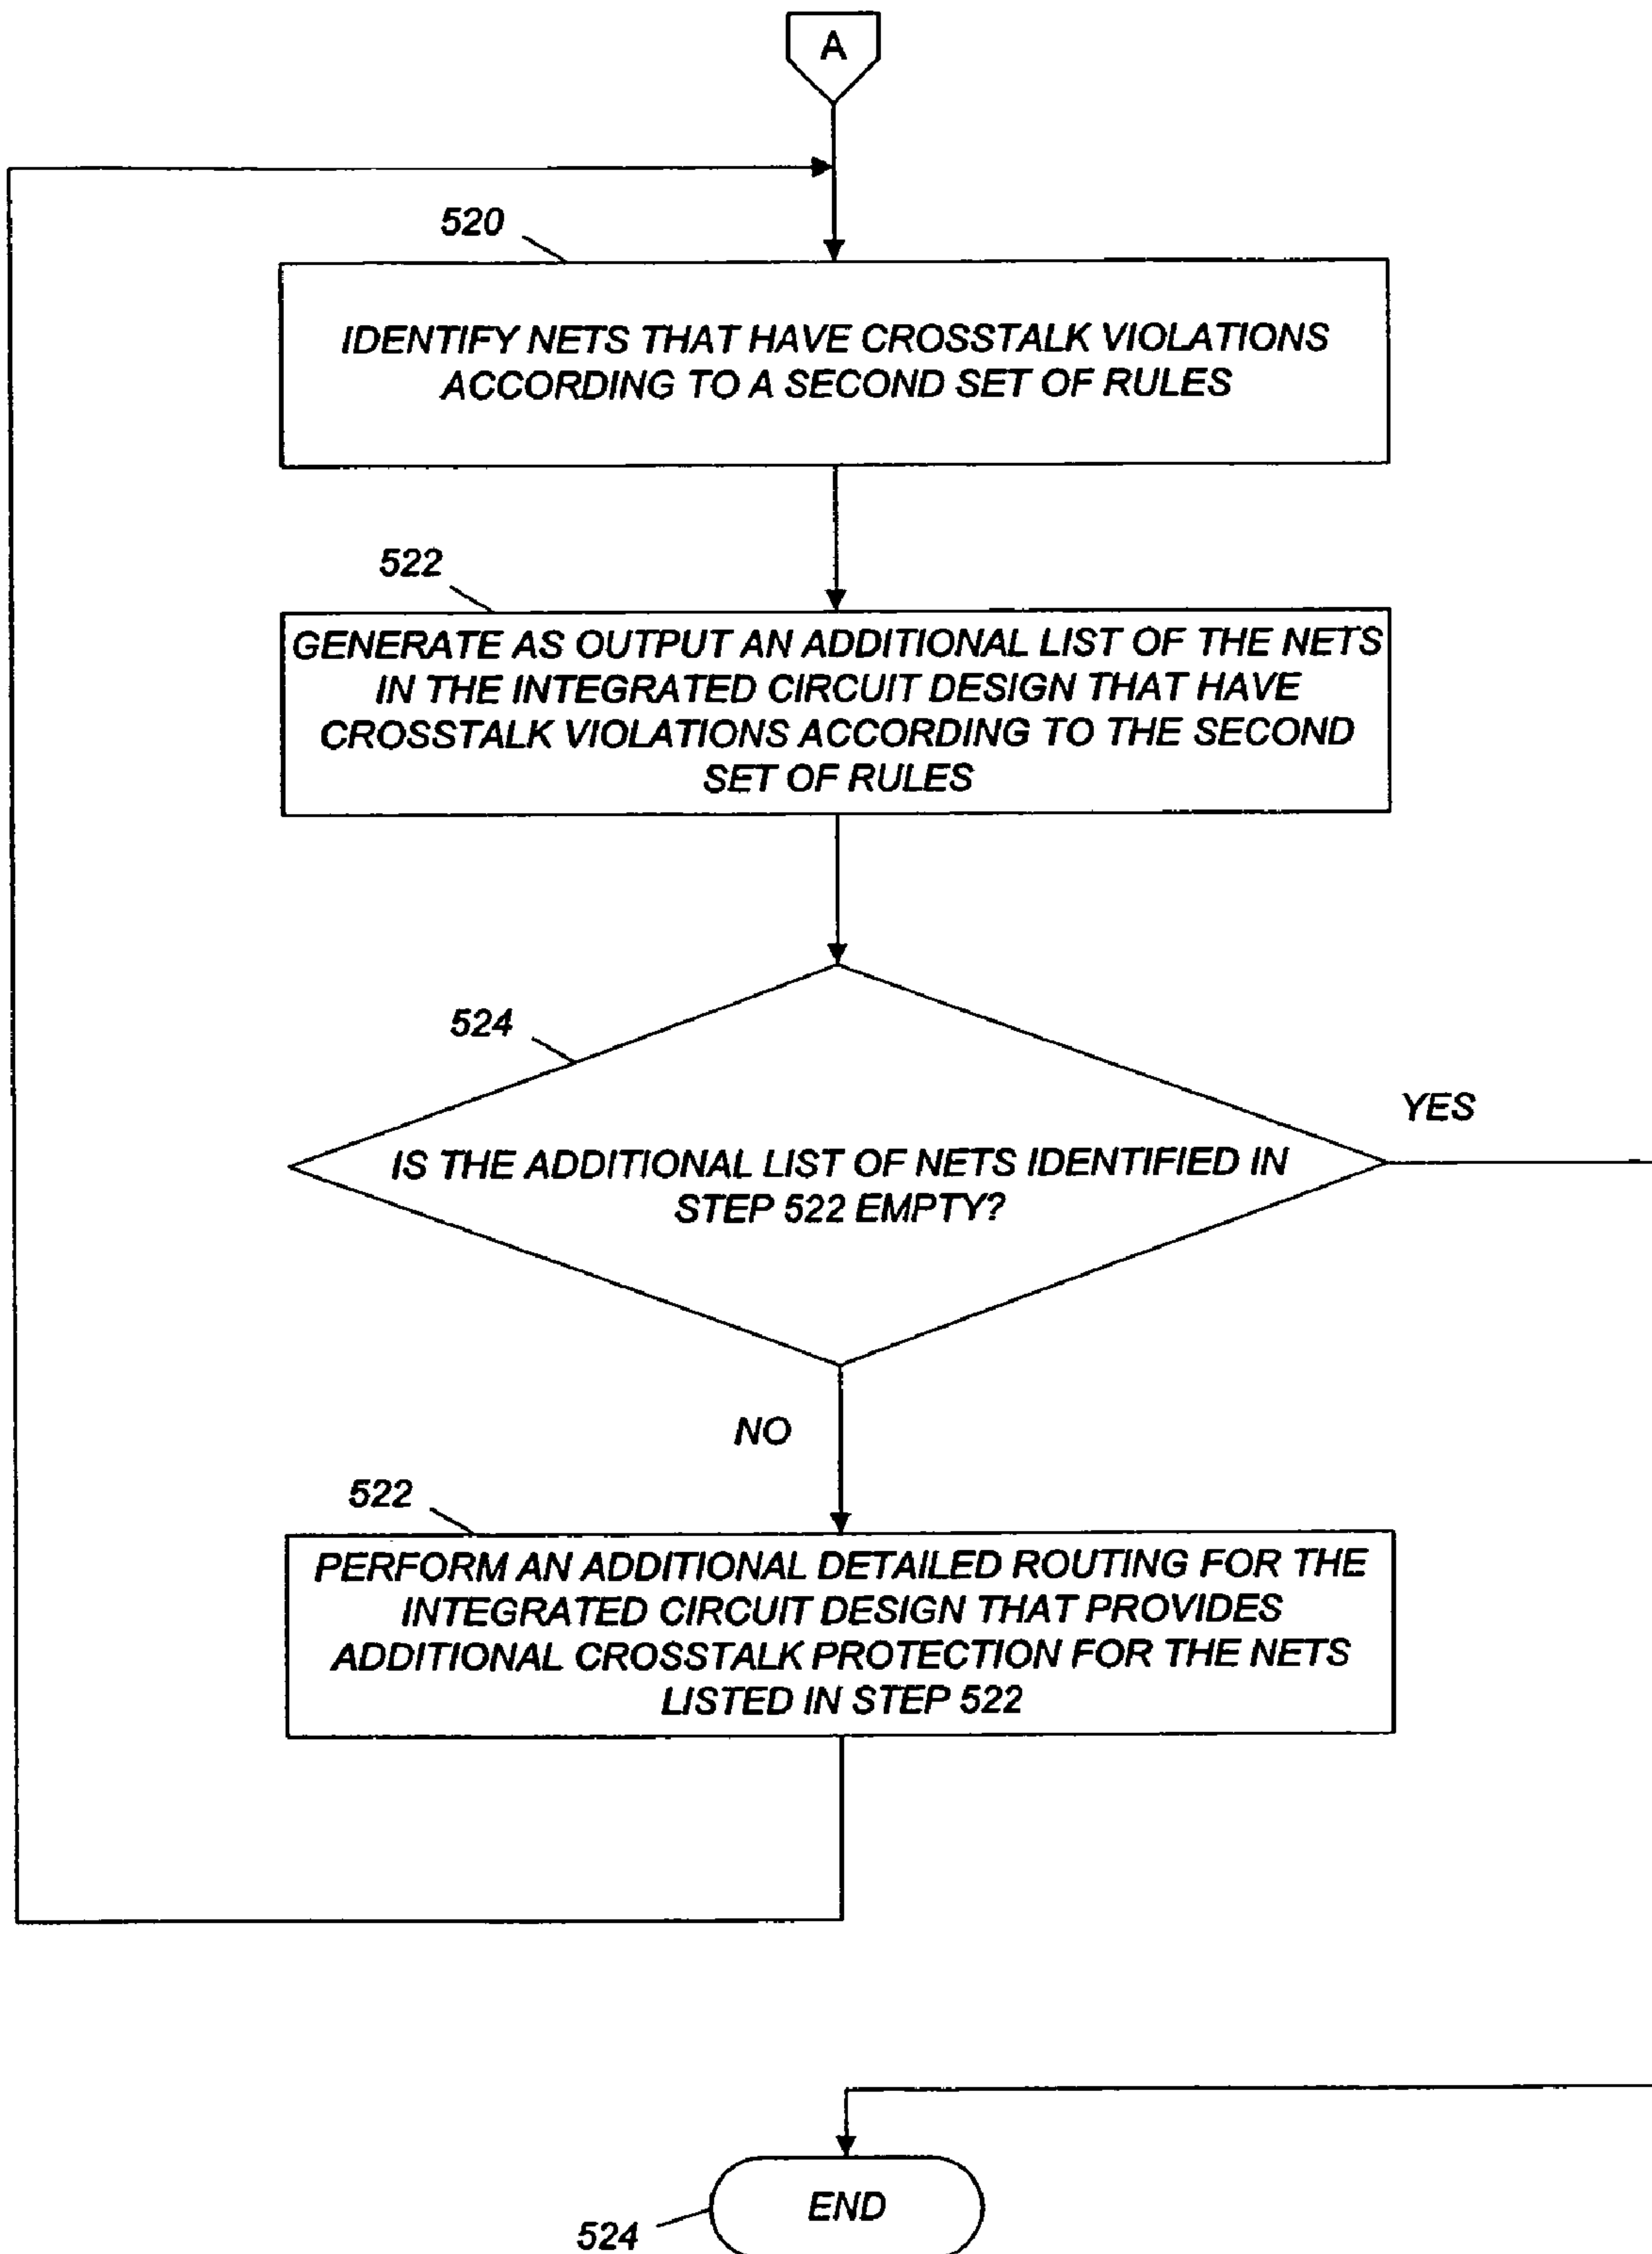 A
520
IDENTIFY NETS THAT HAVE CROSSTALK VIOLATIONS
ACCORDING TO A SECOND SET OF RULES
522
GENERATE AS OUTPUT AN ADDITIONAL LIST OF THE NETS
IN THE INTEGRATED CIRCUIT DESIGN THAT HAVE
CROSSTALK VIOLATIONS ACCORDING TO THE SECOND
SET OF RULES
524
YES
IS THE ADDITIONAL LIST OF NETS IDENTIFIED IN
STEP 522 EMPTY?
NO
522
PERFORM AN ADDITIONAL DETAILED ROUTING FOR THE
INTEGRATED CIRCUIT DESIGN THAT PROVIDES
ADDITIONAL CROSSTALK PROTECTION FOR THE NETS
LISTED IN STEP 522
END
524